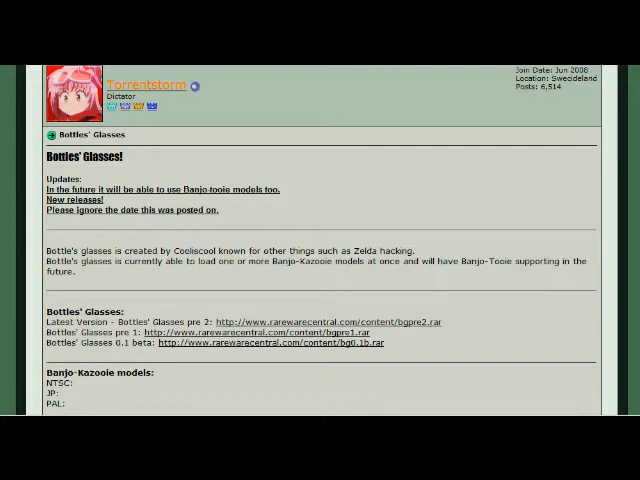 Torrentstorm
Dictator
Join Date: Jun 2008
Location: Swecideland
Posts: 6,514
Bottles' Glasses
Bottles' Glasses!
Updates:
In the future it will be able to use Banjo-tooie models too.
New releases!
Please ignore the date this was posted on.
Bottle's glasses is created by Cooliscool known for other things such as Zelda hacking.
Bottle's glasses is currently able to load one or more Banjo-Kazooie models at once and will have Banjo-Tooie supporting in the
future.
Bottles' Glasses:
Latest Version - Bottles' Glasses pre 2: http://www.rarewarecentral.com/content/bgpre2.rar
Bottles' Glasses pre 1: http://www.rarewarecentral.com/content/bgpre1.rar
Bottles' Glasses 0.1 beta: http://www.rarewarecentral.com/content/bg0.1b.rar
Banjo-Kazooie models:
NTSC:
JP:
PAL: